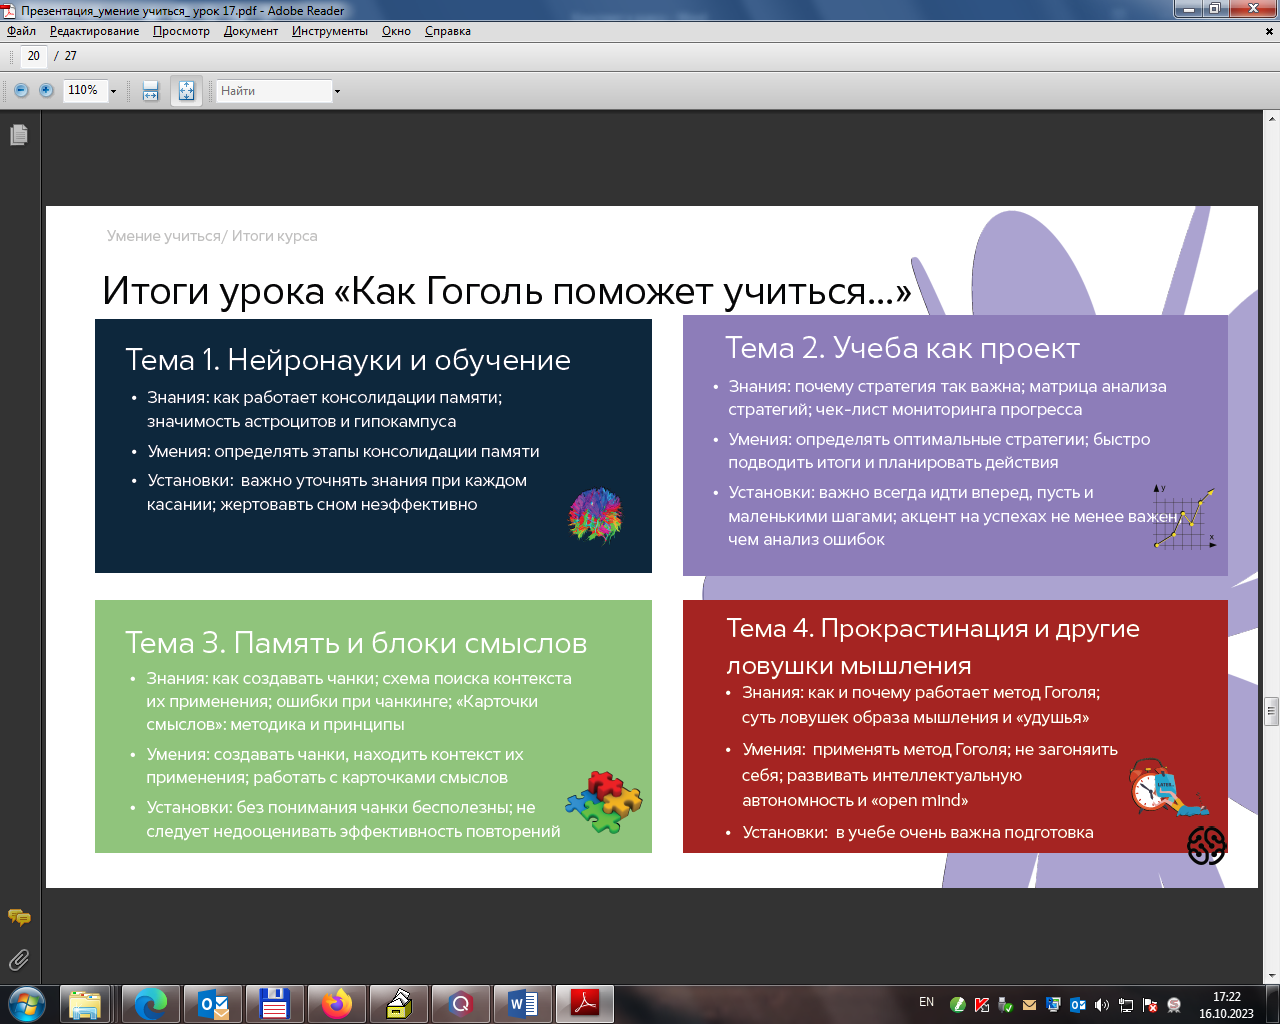 Презентация_умение учиться_ урок 17.pdf - Adobe Reader
Файл Редактирование Просмотр Документ Инструменты Окно Справка
20 / 27
110% Найти
Умение учиться/ Итоги курса
Итоги урока «Как Гоголь поможет учиться…»
Тема 1. Нейронауки и обучение
• Знания: как работает консолидации памяти;
значимость астроцитов и гипокампуса
• Умения: определять этапы консолидации памяти
• Установки: важно уточнять знания при каждом
касании; жертовавть сном неэффективно
Тема 2. Учеба как проект
• Знания: почему стратегия так важна; матрица анализа
стратегий; чек-лист мониторинга прогресса
• Умения: определять оптимальные стратегии; быстро
подводить итоги и планировать действия
• Установки: важно всегда идти вперед, пусть и
маленькими шагами; акцент на успехах не менее важен,
чем анализ ошибок
y
x
Тема 3. Память и блоки смыслов
• Знания: как создавать чанки; схема поиска контекста
их применения; ошибки при чанкинге; «Карточки
смыслов»: методика и принципы
• Умения: создавать чанки, находить контекст их
применения; работать с карточками смыслов
• Установки: без понимания чанки бесполезны; не
следует недооценивать эффективность повторений
Тема 4. Прокрастинация и другие
ловушки мышления
• Знания: как и почему работает метод Гоголя;
суть ловушек образа мышления и «удушья»
• Умения: применять метод Гоголя; не загоняить
себя; развивать интеллектуальную
автономность и «open mind»
• Установки: в учебе очень важна подготовка
LATER...
EN
17:22
16.10.2023